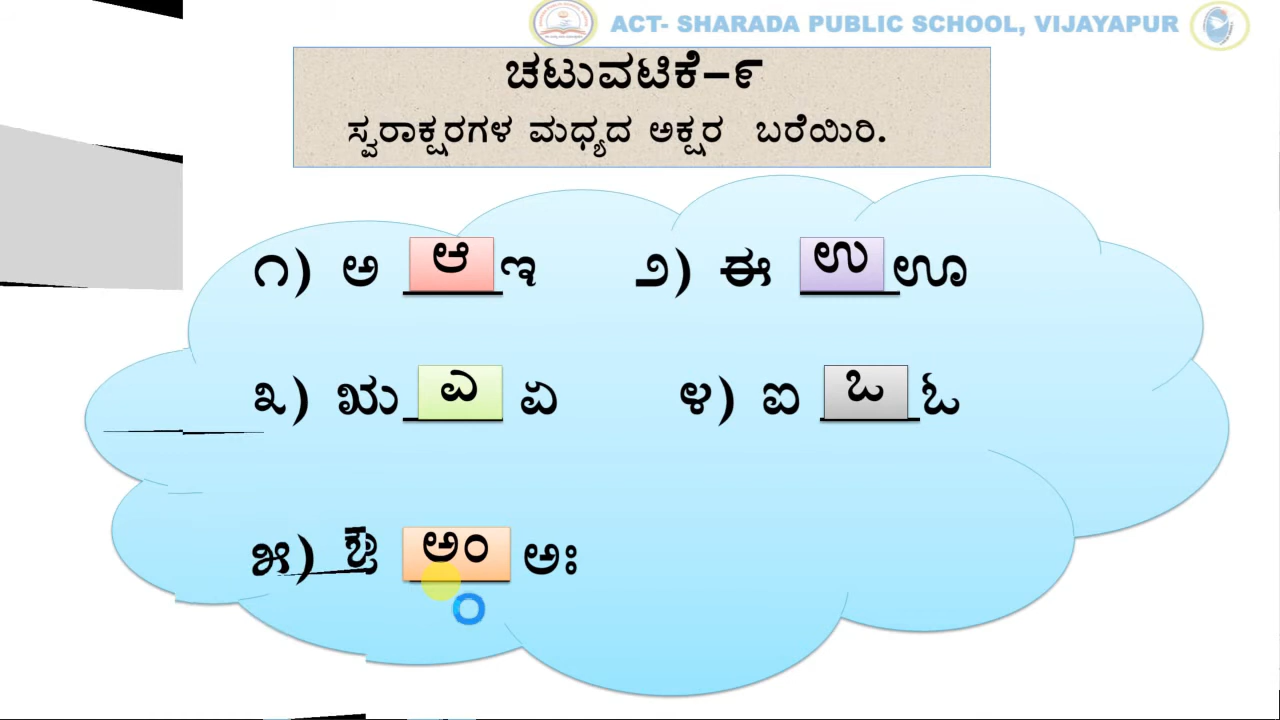 ACT- SHARADA PUBLIC SCHOOL, VIJAYAPUR
ಚಟುವಟಿಕೆ-೯
ಸ್ವರಾಕ್ಷರಗಳ ಮಧ್ಯದ ಅಕ್ಷರ ಬರೆಯಿರಿ.
೧) ಅ ಆ ಇ ೨) ಈ ಉ ಊ
೩) ಋ ಎ ಏ ೪) ಐ ಒ ಓ
೫) ಔ ಅಂ ಅಃ